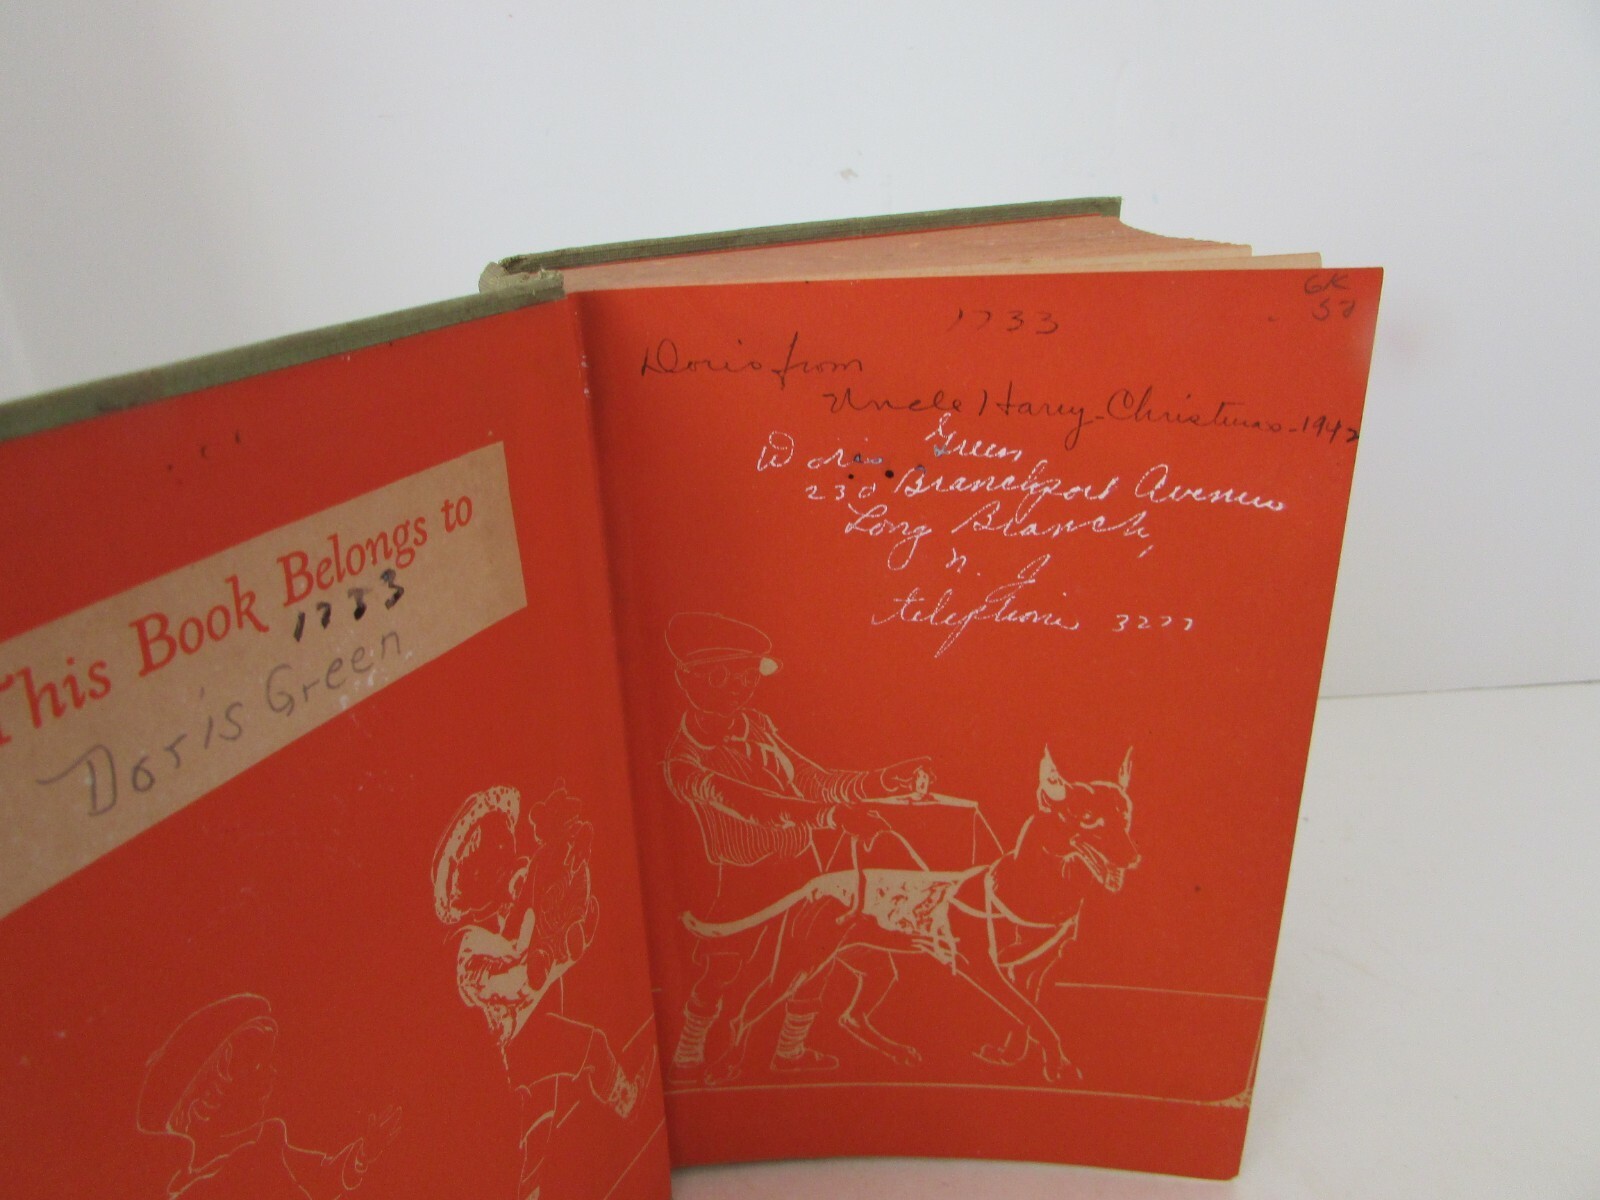 This Book Belongs to
1733
Doris Green
1733
GK
Doris from
Uncle Harry - Christmas - 1942
Doris Green
230 Branchport Avenue
Long Branch,
N. J.
telephone 3277